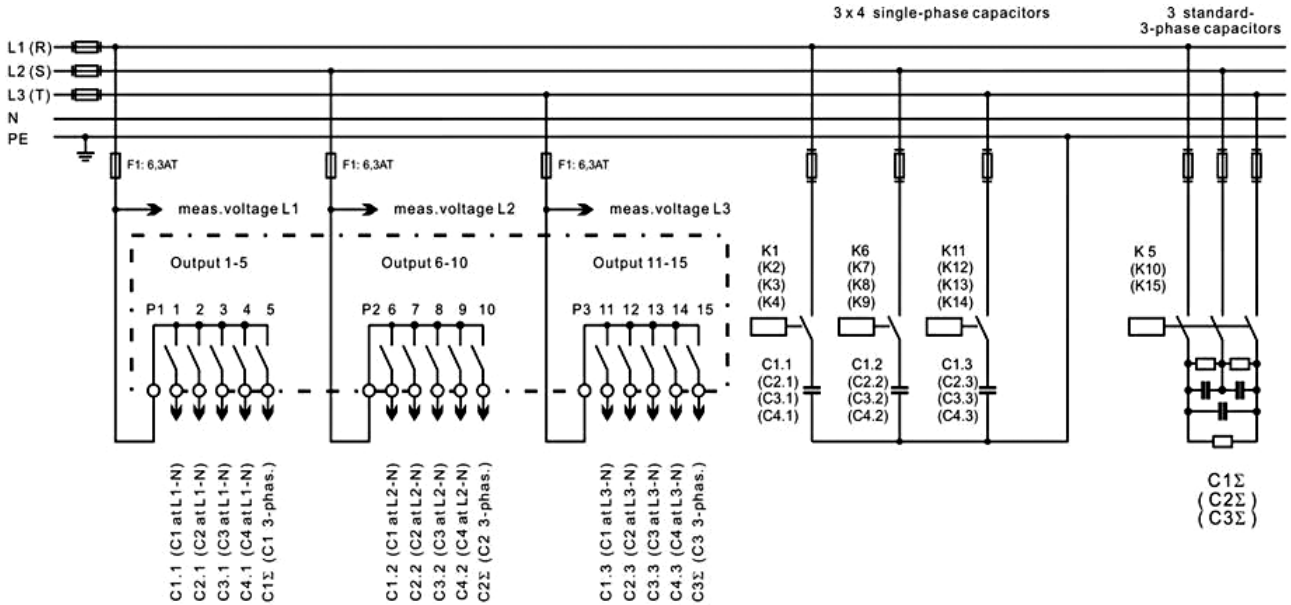 3 x 4 single-phase capacitors
3 standard-
3-phase capacitors
L1 (R)
L2 (S)
L3 (T)
N
PE
F1: 6,3AT
F1: 6,3AT
F1: 6,3AT
meas.voltage L1
meas.voltage L2
meas.voltage L3
Output 1-5
Output 6-10
Output 11-15
P1 1 2 3 4 5
P2 6 7 8 9 10
P3 11 12 13 14 15
K1
(K2)
(K3)
(K4)
K6
(K7)
(K8)
(K9)
K11
(K12)
(K13)
(K14)
K 5
(K10)
(K15)
C1.1
(C2.1)
(C3.1)
(C4.1)
C1.2
(C2.2)
(C3.2)
(C4.2)
C1.3
(C2.3)
(C3.3)
(C4.3)
C1.1 (C1 at L1-N)
C2.1 (C2 at L1-N)
C3.1 (C3 at L1-N)
C4.1 (C4 at L1-N)
C1Σ (C1 3-phas.)
C1.2 (C1 at L2-N)
C2.2 (C2 at L2-N)
C3.2 (C3 at L2-N)
C4.2 (C4 at L2-N)
C2Σ (C2 3-phas.)
C1.3 (C1 at L3-N)
C2.3 (C2 at L3-N)
C3.3 (C3 at L3-N)
C4.3 (C4 at L3-N)
C3Σ (C3 3-phas.)
C1Σ
( C2Σ )
( C3Σ )